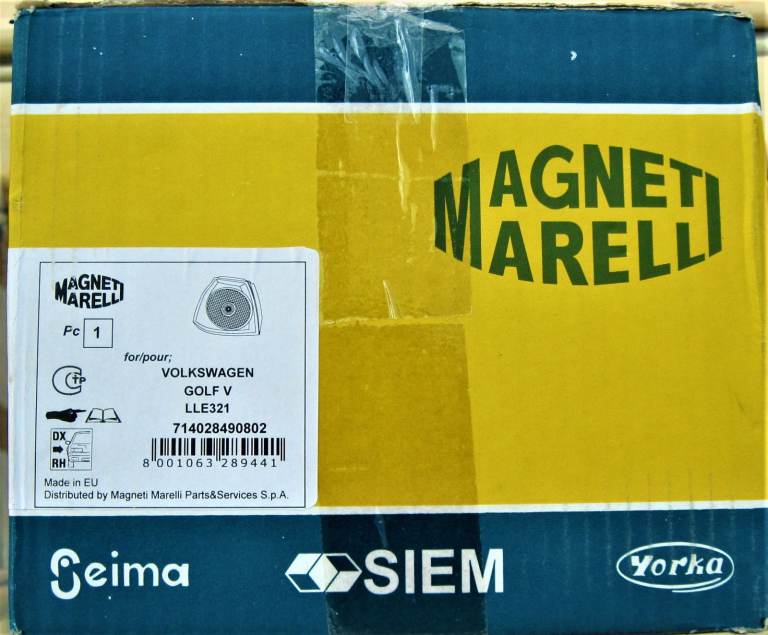 MAGNETI
MARELLI
MAGNETI
MARELLI
Pc 1
for/pour;
VOLKSWAGEN
GOLF V
LLE321
714028490802
8 001063 289441
CTP
DX
RH
Made in EU
Distributed by Magneti Marelli Parts&Services S.p.A.
Seima
SIEM
Yorka